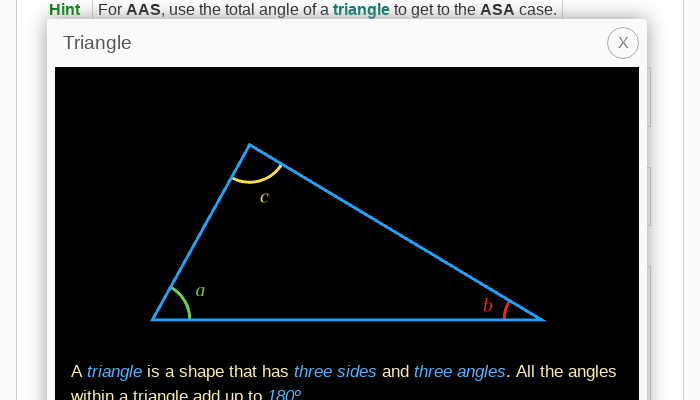 Hint For AAS, use the total angle of a triangle to get to the ASA case.
Triangle X
c
a
b
A triangle is a shape that has three sides and three angles. All the angles
within a triangle add up to 180º